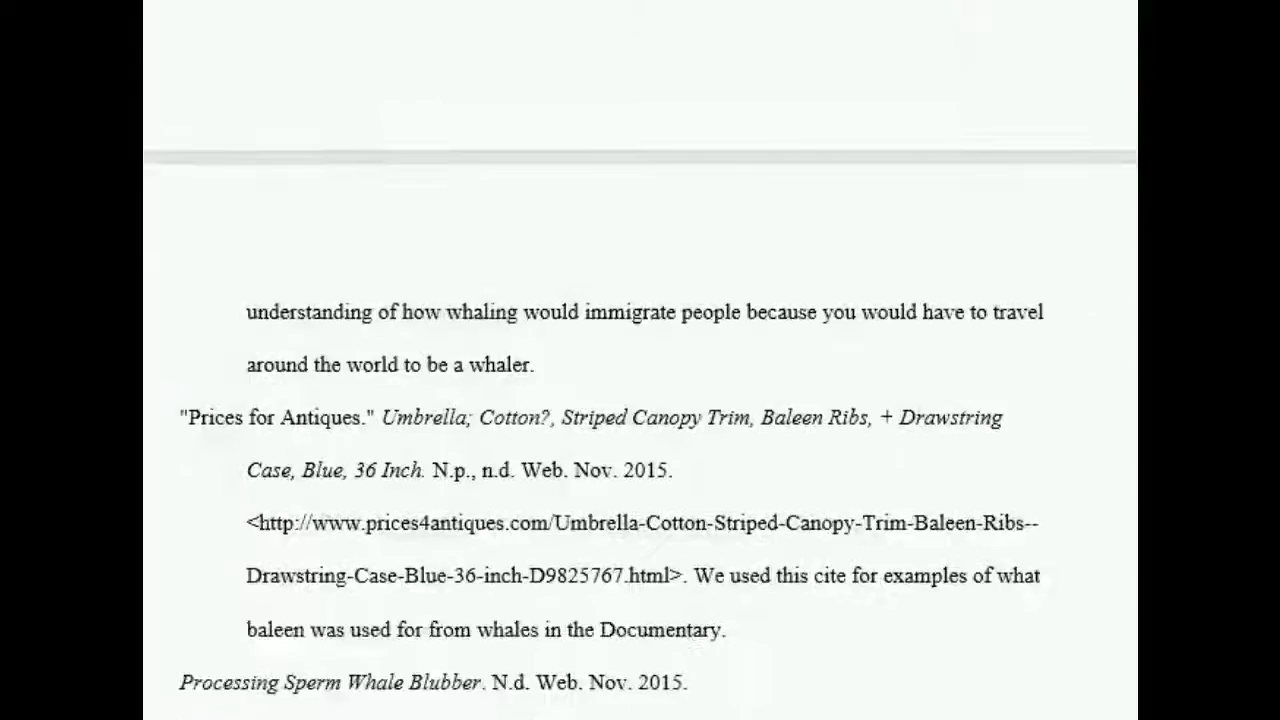 understanding of how whaling would immigrate people because you would have to travel
around the world to be a whaler.
"Prices for Antiques." Umbrella; Cotton?, Striped Canopy Trim, Baleen Ribs, + Drawstring
Case, Blue, 36 Inch. N.p., n.d. Web. Nov. 2015.
<http://www.prices4antiques.com/Umbrella-Cotton-Striped-Canopy-Trim-Baleen-Ribs--
Drawstring-Case-Blue-36-inch-D9825767.html>. We used this cite for examples of what
baleen was used for from whales in the Documentary.
Processing Sperm Whale Blubber. N.d. Web. Nov. 2015.